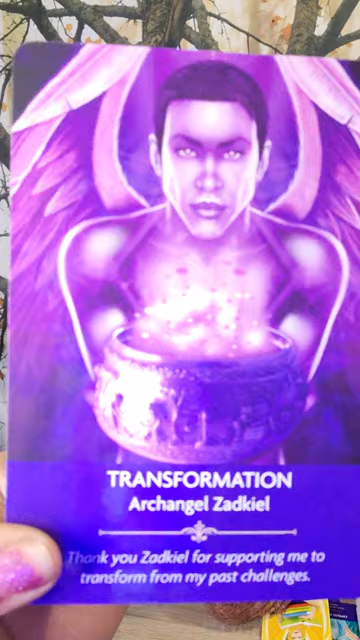 TRANSFORMATION
Archangel Zadkiel
Thank you Zadkiel for supporting me to
transform from my past challenges.